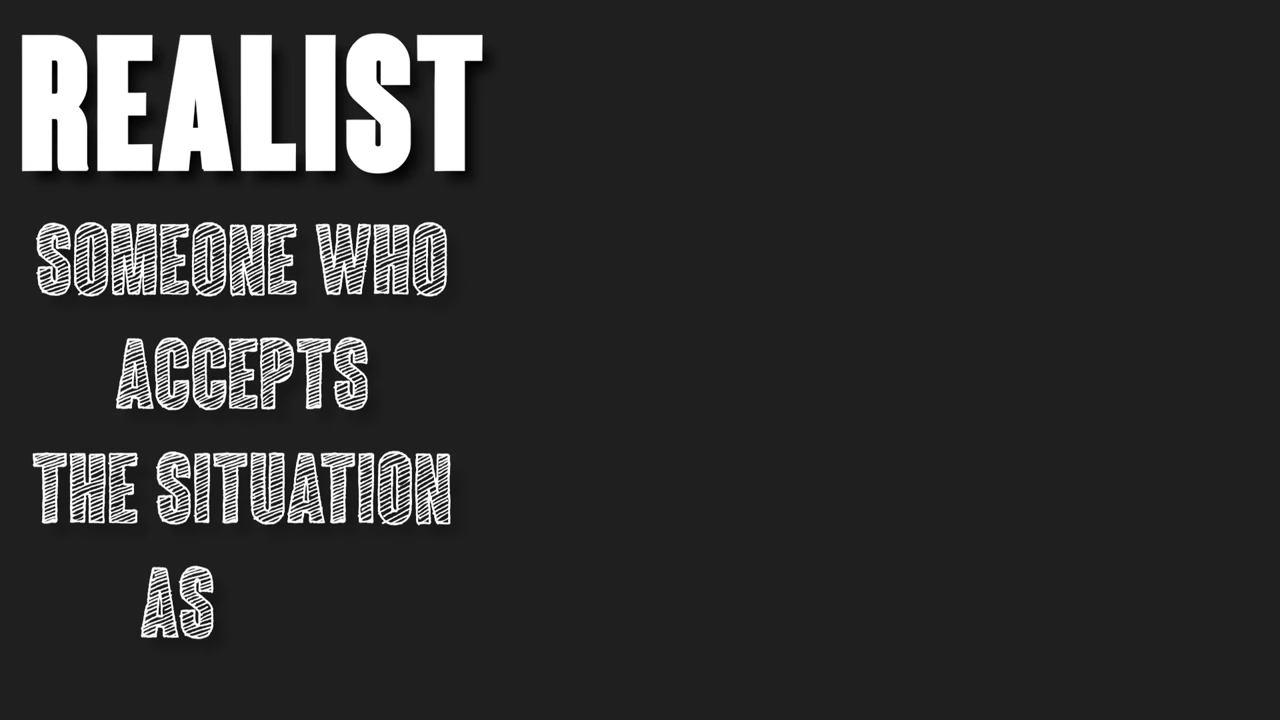 REALIST
SOMEONE WHO
ACCEPTS
THE SITUATION
AS